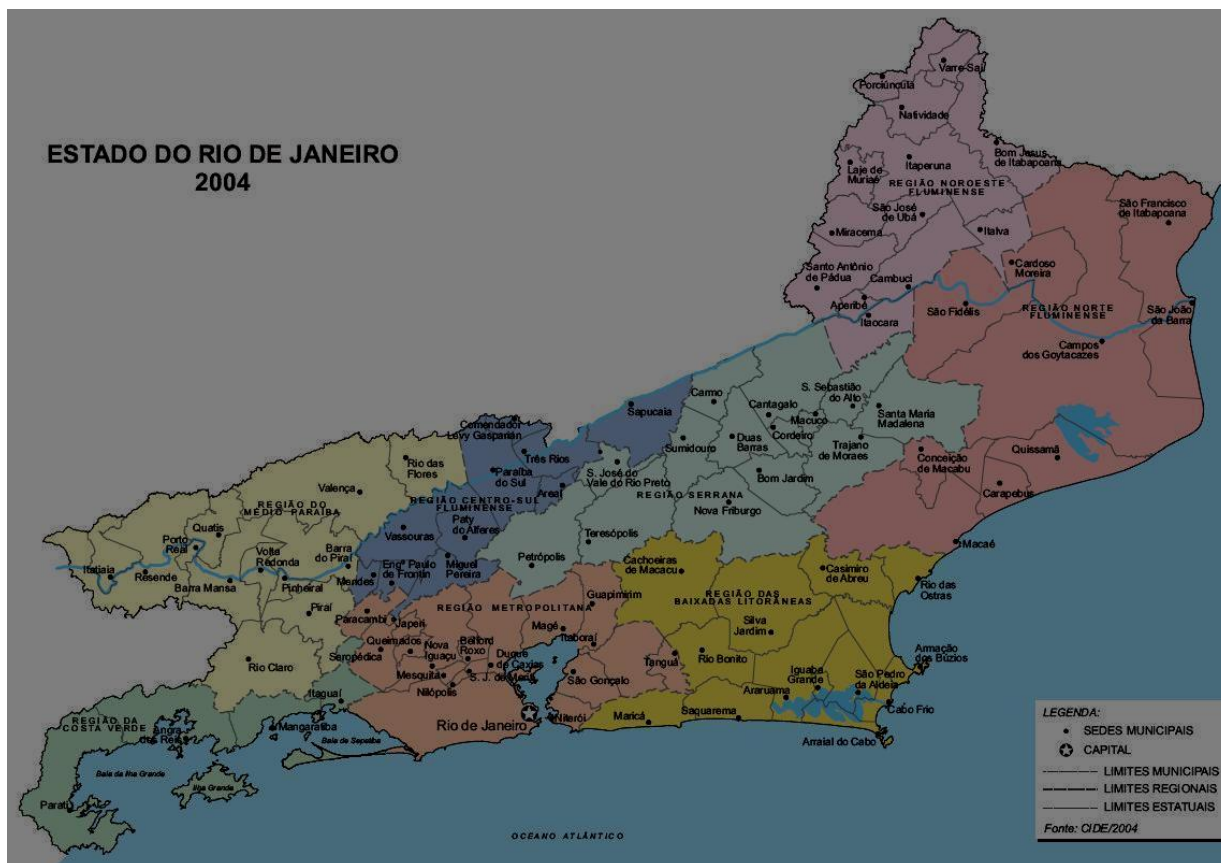 ESTADO DO RIO DE JANEIRO
2004
Varre-Sai
Porciúncula
Natividade
Bom Jesus
de Itabapoana
Itaperuna
Laje de
Muriaé
REGIÃO NOROESTE
FLUMINENSE
São José
de Ubá
São Francisco
de Itabapoana
Miracema
Italva
Santo Antônio
de Pádua
Cambuci
Cardoso
Moreira
Aperibé
Itaocara
São Fidélis
REGIÃO NORTE
FLUMINENSE
São João
da Barra
Campos
dos Goytacazes
Sapucaia
Carmo
Cantagalo
S. Sebastião
do Alto
Macuco
Cordeiro
Santa Maria
Madalena
Comendador
Levy Gasparian
Três Rios
Sumidouro
Duas
Barras
Trajano
de Moraes
Conceição
de Macabu
Quissamã
Rio das
Flores
Paraíba
do Sul
Areal
S. José do
Vale do Rio Preto
REGIÃO SERRANA
Bom Jardim
Carapebus
Valença
REGIÃO DO
MÉDIO PARAÍBA
REGIÃO CENTRO-SUL
FLUMINENSE
Nova Friburgo
Quatis
Porto
Real
Vassouras
Paty
do Alferes
Teresópolis
Macaé
Itatiaia
Resende
Volta
Redonda
Barra
do Piraí
Barra Mansa
Pinheiral
Mendes
Engº Paulo
de Frontin
Miguel
Pereira
Petrópolis
Cachoeiras
de Macacu
Casimiro
de Abreu
Rio das
Ostras
Piraí
Paracambi
Japeri
REGIÃO METROPOLITANA
Guapimirim
REGIÃO DAS
BAIXADAS LITORÂNEAS
Magé
Itaboraí
Silva
Jardim
Queimados
Seropédica
Nova
Iguaçu
Belford
Roxo
Duque
de Caxias
Mesquita
S. J. de Meriti
Nilópolis
São Gonçalo
Tanguá
Rio Bonito
Iguaba
Grande
São Pedro
da Aldeia
Armação
dos Búzios
Rio Claro
Itaguaí
Araruama
Cabo Frio
REGIÃO DA
COSTA VERDE
Angra
dos Reis
Mangaratiba
Rio de Janeiro
Niterói
Maricá
Saquarema
Arraial do Cabo
Baía de Sepetiba
Baía da Ilha Grande
Ilha Grande
Parati
OCEANO ATLÂNTICO
LEGENDA:
SEDES MUNICIPAIS
CAPITAL
LIMITES MUNICIPAIS
LIMITES REGIONAIS
LIMITES ESTATUAIS
Fonte: CIDE/2004